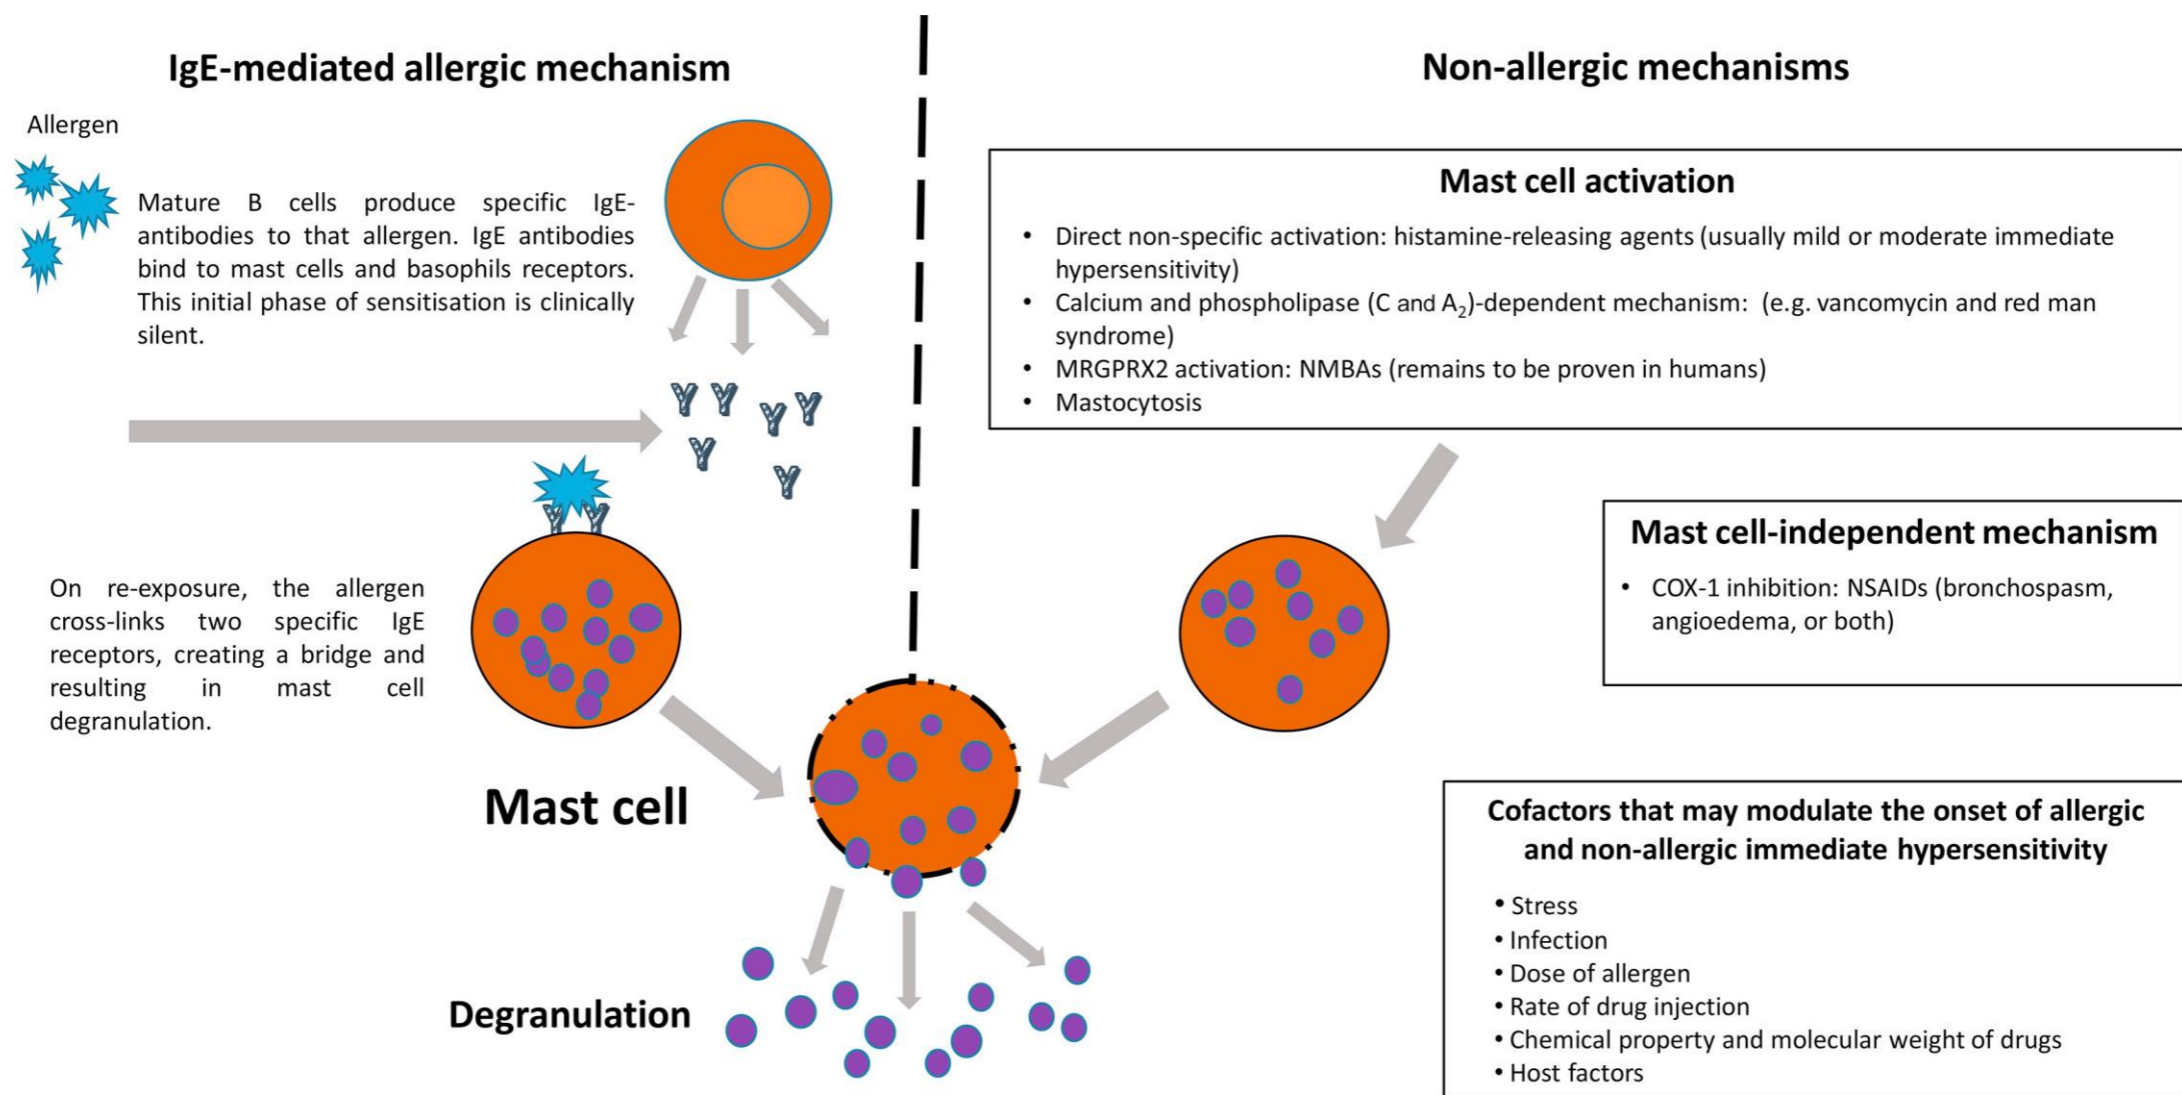 IgE-mediated allergic mechanism
Allergen
Mature B cells produce specific IgE-
antibodies to that allergen. IgE antibodies
bind to mast cells and basophils receptors.
This initial phase of sensitisation is clinically
silent.
On re-exposure, the allergen
cross-links two specific IgE
receptors, creating a bridge and
resulting in mast cell
degranulation.
Mast cell
Degranulation
Non-allergic mechanisms
Mast cell activation
• Direct non-specific activation: histamine-releasing agents (usually mild or moderate immediate
hypersensitivity)
• Calcium and phospholipase (C and A₂)-dependent mechanism: (e.g. vancomycin and red man
syndrome)
• MRGPRX2 activation: NMBAs (remains to be proven in humans)
• Mastocytosis
Mast cell-independent mechanism
• COX-1 inhibition: NSAIDs (bronchospasm,
angioedema, or both)
Cofactors that may modulate the onset of allergic
and non-allergic immediate hypersensitivity
• Stress
• Infection
• Dose of allergen
• Rate of drug injection
• Chemical property and molecular weight of drugs
• Host factors